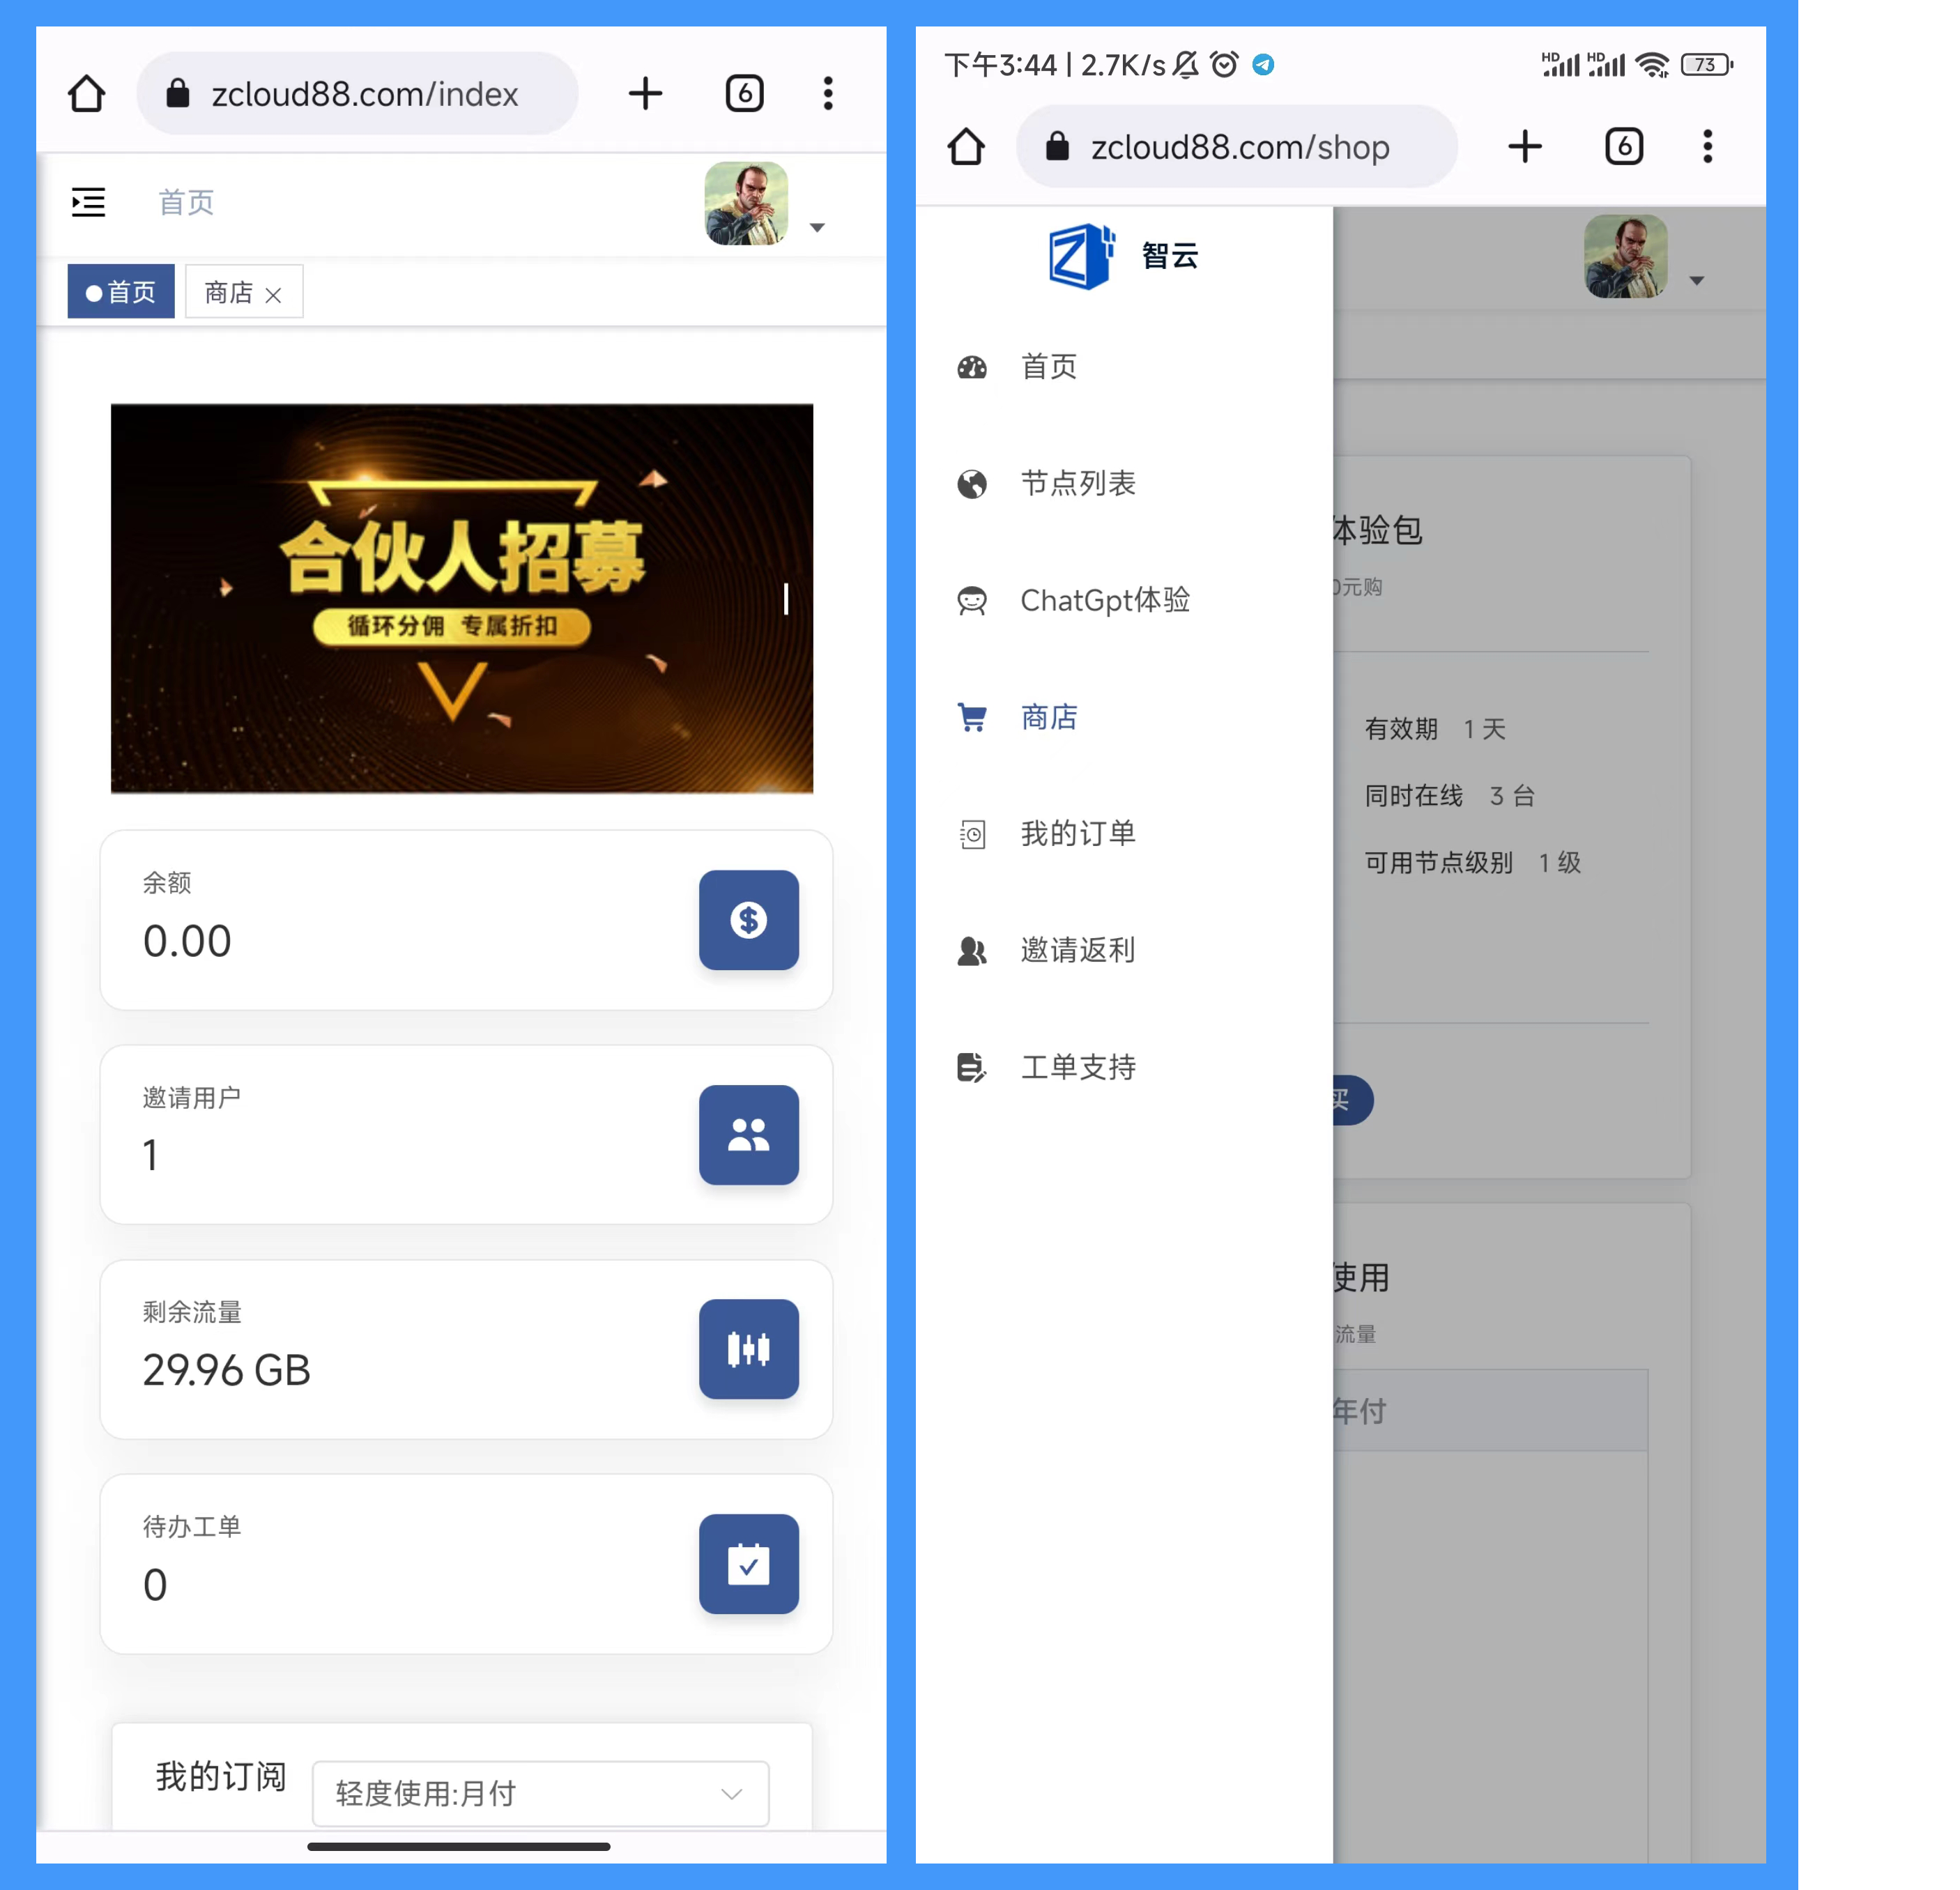 zcloud88.com/index
6
首页
首页
商店
合伙人招募
循环分佣 专属折扣
余额
0.00
邀请用户
1
剩余流量
29.96 GB
待办工单
0
我的订阅
轻度使用:月付
下午3:44 | 2.7K/s
HD
HD
73
zcloud88.com/shop
6
智云
首页
节点列表
ChatGpt体验
商店
我的订单
邀请返利
工单支持
体验包
0元购
有效期 1 天
同时在线 3 台
可用节点级别 1 级
买
使用
流量
年付